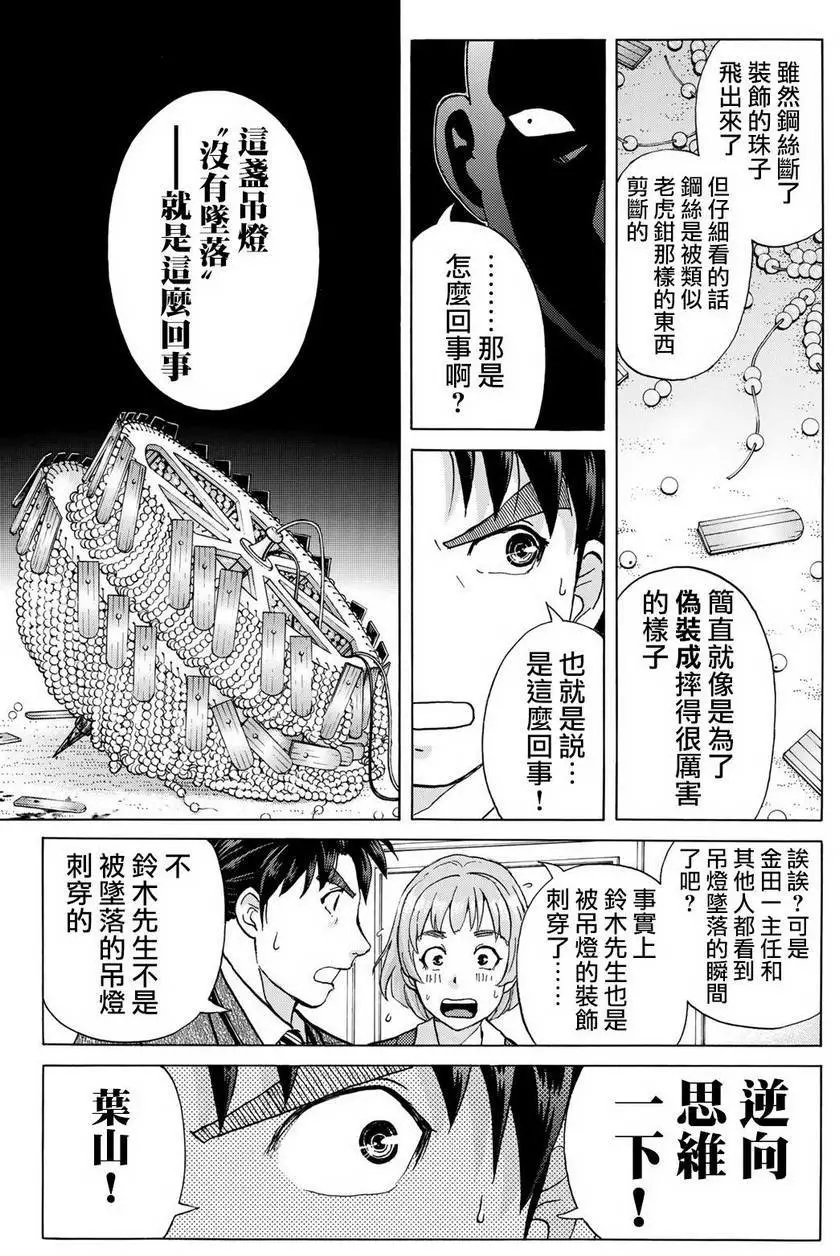 雖然鋼絲斷了
裝飾的珠子
飛出來了
但仔細看的話
鋼絲是被類似
老虎鉗那樣的東西
剪斷的
簡直就像是為了
偽裝成摔得很厲害
的樣子
………那是
怎麼回事啊?
也就是說…
是這麼回事!
這盞吊燈
“沒有墜落”
——就是這麼回事
誒誒?可是
金田一主任和
其他人都看到
吊燈墜落的瞬間
了吧?
事實上
鈴木先生也是
被吊燈的裝飾
刺穿了……
不
鈴木先生不是
被墜落的吊燈
刺穿的
逆向
思維
一下!
葉山!